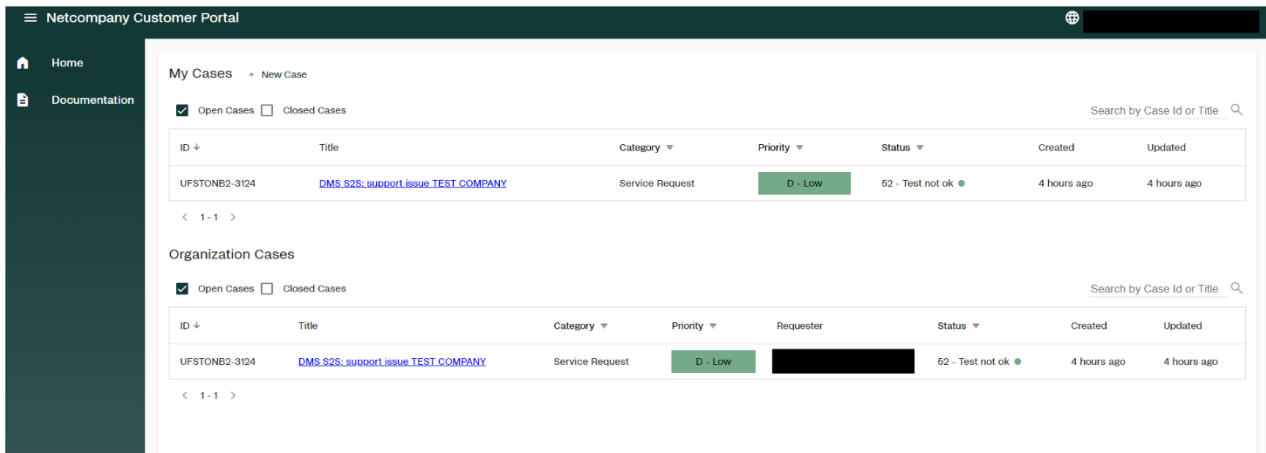 Netcompany Customer Portal
Home
Documentation
My Cases + New Case
Open Cases Closed Cases Search by Case Id or Title
ID Title Category Priority Status Created Updated
UFSTONB2-3124 DMS S2S: support issue TEST COMPANY Service Request D - Low 52 - Test not ok 4 hours ago 4 hours ago
< 1 - 1 >
Organization Cases
Open Cases Closed Cases Search by Case Id or Title
ID Title Category Priority Requester Status Created Updated
UFSTONB2-3124 DMS S2S: support issue TEST COMPANY Service Request D - Low 52 - Test not ok 4 hours ago 4 hours ago
< 1 - 1 >